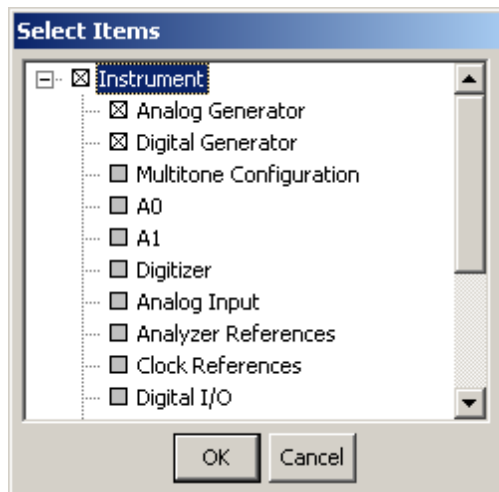 Select Items
Instrument
Analog Generator
Digital Generator
Multitone Configuration
A0
A1
Digitizer
Analog Input
Analyzer References
Clock References
Digital I/O
OK Cancel